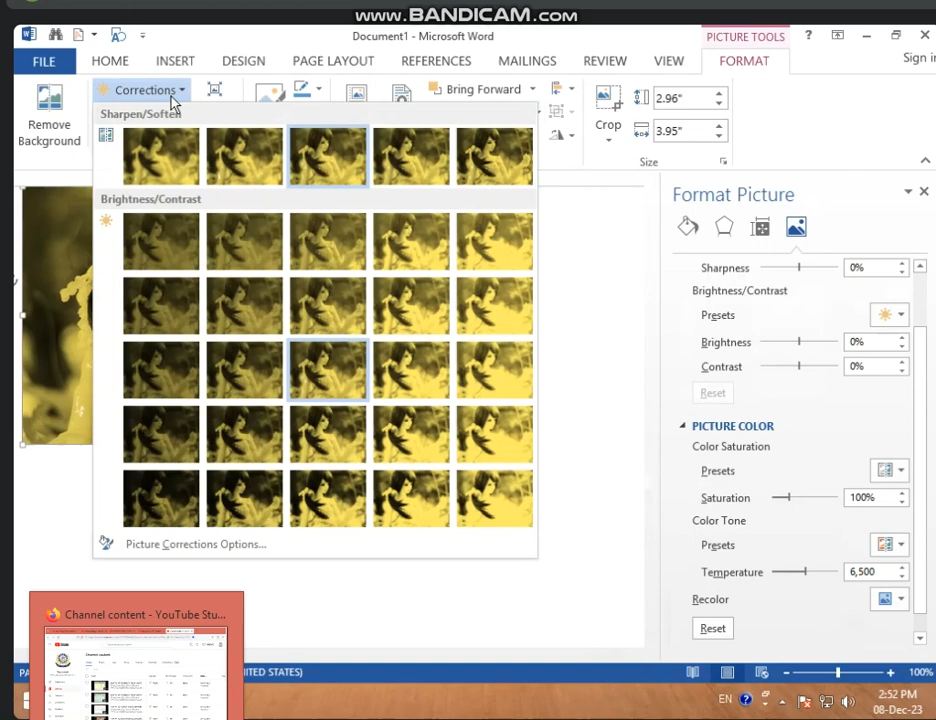 www.BANDICAM.com
Document1 - Microsoft Word
PICTURE TOOLS
FILE
HOME
INSERT
DESIGN
PAGE LAYOUT
REFERENCES
MAILINGS
REVIEW
VIEW
FORMAT
Sign in
Remove
Background
Corrections
Bring Forward
Crop
2.96"
3.95"
Size
Sharpen/Soften
Brightness/Contrast
Picture Corrections Options...
Format Picture
Sharpness
0%
Brightness/Contrast
Presets
Brightness
0%
Contrast
0%
Reset
PICTURE COLOR
Color Saturation
Presets
Saturation
100%
Color Tone
Presets
Temperature
6,500
Recolor
Reset
Channel content - YouTube Stu...
ITED STATES)
100%
EN
2:52 PM
08-Dec-23